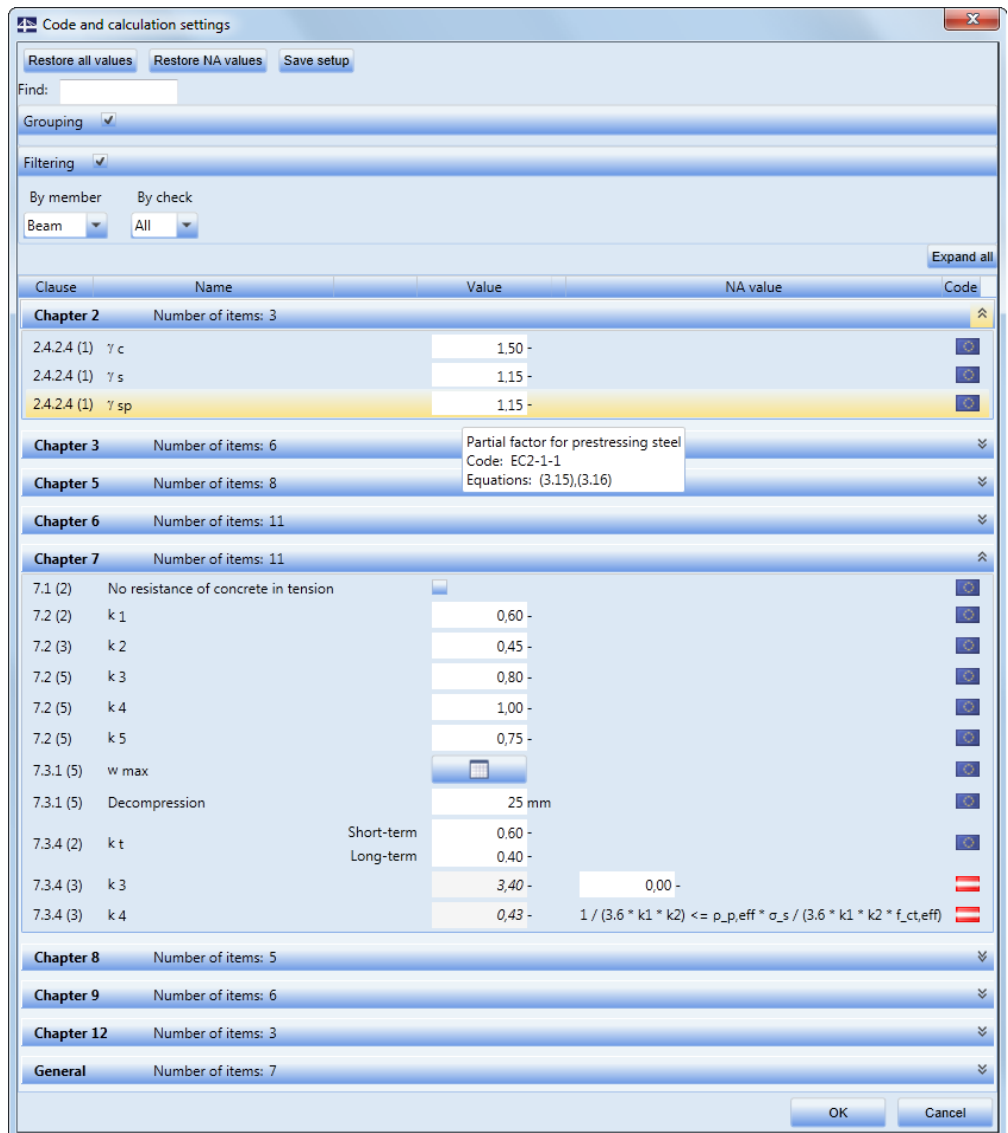 Code and calculation settings
Restore all values Restore NA values Save setup
Find:
Grouping
Filtering
By member By check
Beam All
Expand all
Clause Name Value NA value Code
Chapter 2 Number of items: 3
2.4.2.4 (1) γ c 1,50 -
2.4.2.4 (1) γ s 1,15 -
2.4.2.4 (1) γ sp 1,15 -
Partial factor for prestressing steel
Code: EC2-1-1
Equations: (3.15),(3.16)
Chapter 3 Number of items: 6
Chapter 5 Number of items: 8
Chapter 6 Number of items: 11
Chapter 7 Number of items: 11
7.1 (2) No resistance of concrete in tension
7.2 (2) k 1 0,60 -
7.2 (3) k 2 0,45 -
7.2 (5) k 3 0,80 -
7.2 (5) k 4 1,00 -
7.2 (5) k 5 0,75 -
7.3.1 (5) w max
7.3.1 (5) Decompression 25 mm
7.3.4 (2) k t Short-term 0,60 -
Long-term 0,40 -
7.3.4 (3) k 3 3,40 - 0,00 -
7.3.4 (3) k 4 0,43 - 1 / (3.6 * k1 * k2) <= ρ_p,eff * σ_s / (3.6 * k1 * k2 * f_ct,eff)
Chapter 8 Number of items: 5
Chapter 9 Number of items: 6
Chapter 12 Number of items: 3
General Number of items: 7
OK Cancel